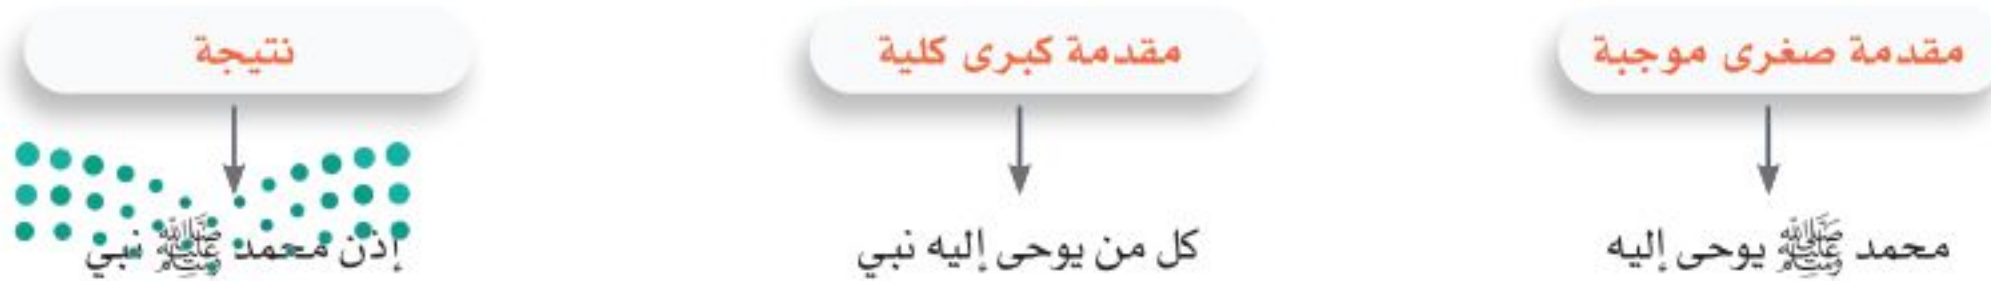 مقدمة صغرى موجبة
مقدمة كبرى كلية
نتيجة
محمد ﷺ يوحى إليه
كل من يوحى إليه نبي
إذن محمد ﷺ نبي